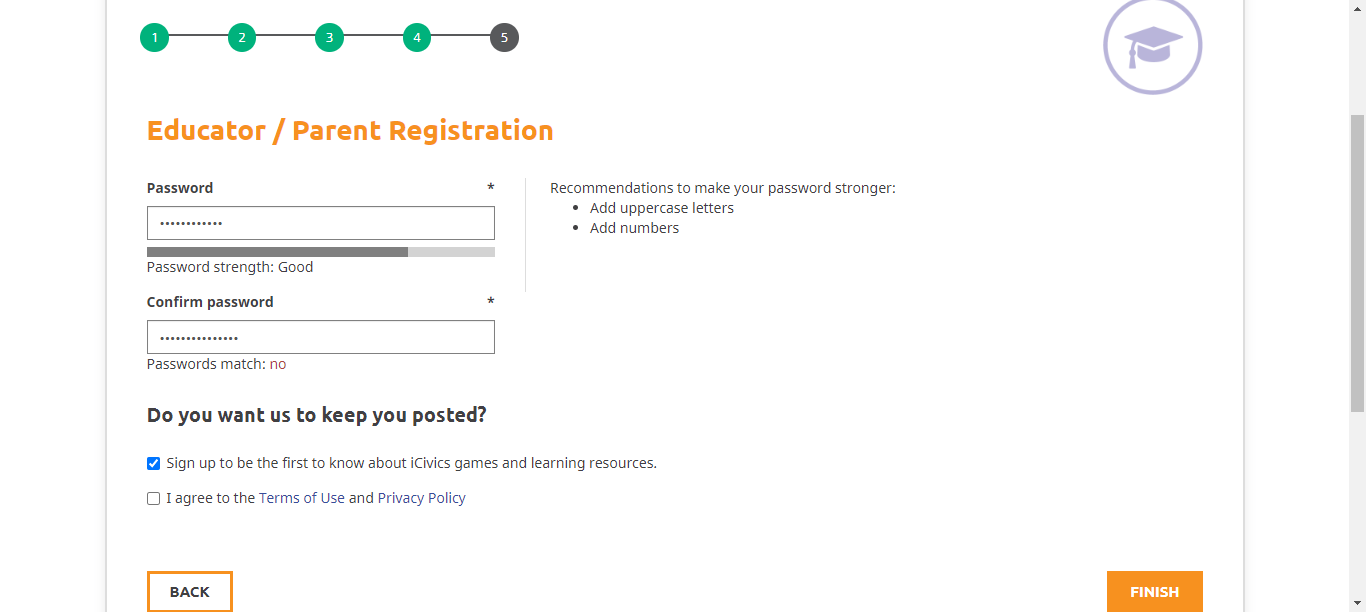 1 2 3 4 5
Educator / Parent Registration
Password *
••••••••••••
Password strength: Good
Recommendations to make your password stronger:
• Add uppercase letters
• Add numbers
Confirm password *
•••••••••••••••
Passwords match: no
Do you want us to keep you posted?
Sign up to be the first to know about iCivics games and learning resources.
I agree to the Terms of Use and Privacy Policy
BACK
FINISH